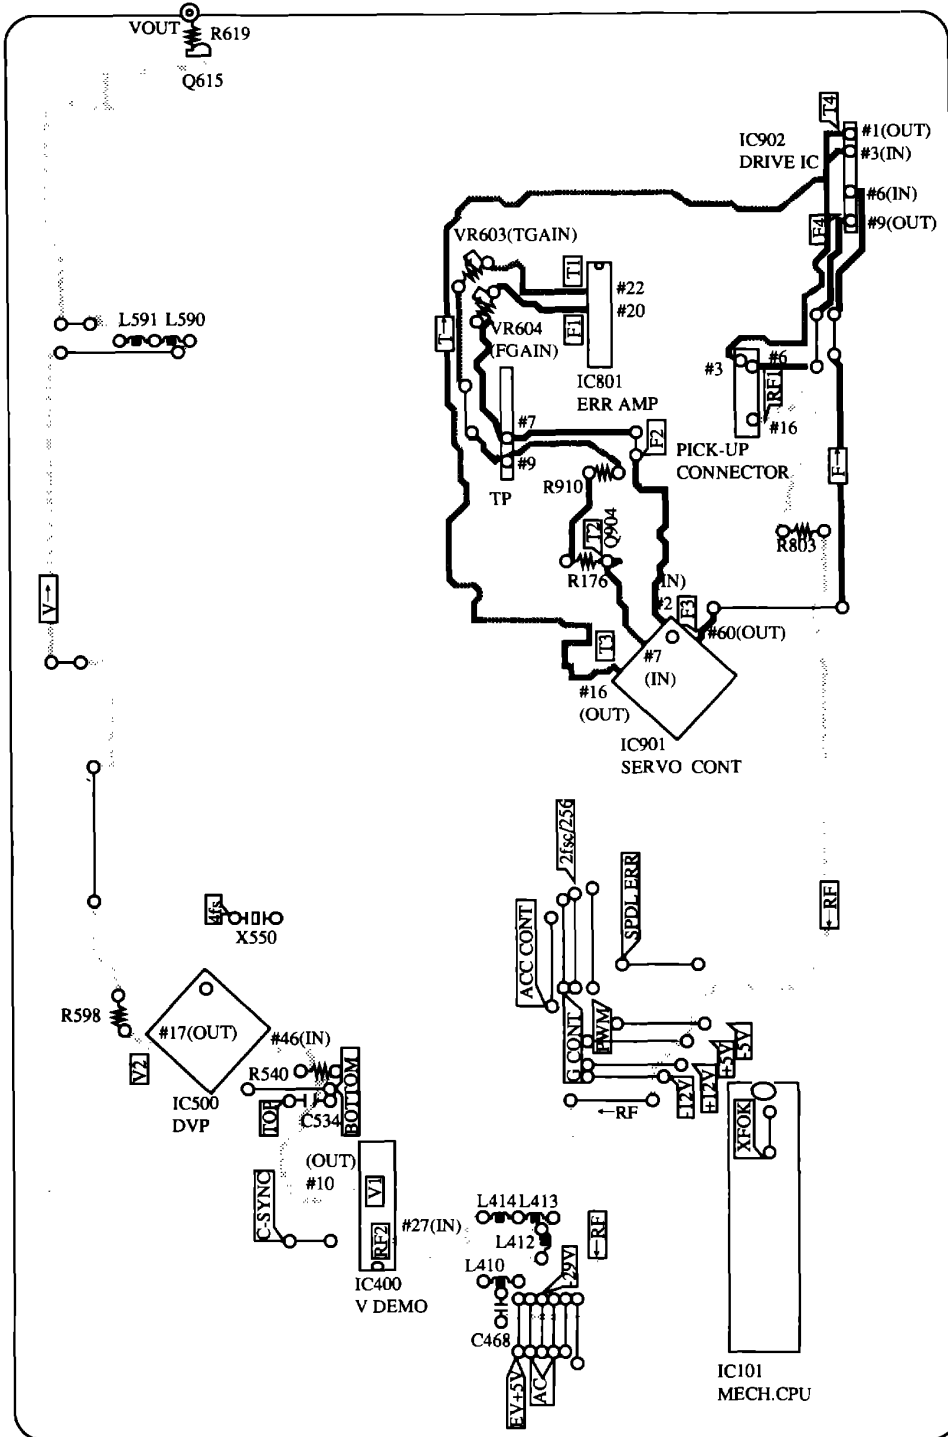 VOUT
R619
Q615
T4
#1(OUT)
IC902
DRIVE IC
#3(IN)
#6(IN)
F4
#9(OUT)
VR603(TGAIN)
T1
#22
#20
F1
VR604
(FGAIN)
T→
IC801
ERR AMP
L591
L590
#3
#6
RF1
#16
PICK-UP
CONNECTOR
#7
#9
TP
F2
F→
R910
T2
Q904
R176
R803
V→
(IN)
#2
F3
#60(OUT)
T3
#7
(IN)
#16
(OUT)
IC901
SERVO CONT
2fsc/256
SPDL ERR
←RF
4fs
X550
ACC CONT
R598
#17(OUT)
#46(IN)
V2
R540
IC500
DVP
TOP
C534
BOTTOM
G CONT
PWM
-5V
+5V
+12V
-12V
←RF
XFOK
(OUT)
#10
V1
C-SYNC
RF2
#27(IN)
IC400
V DEMO
L414
L413
L412
←RF
L410
-29V
C468
EV+5V
AC
IC101
MECH.CPU